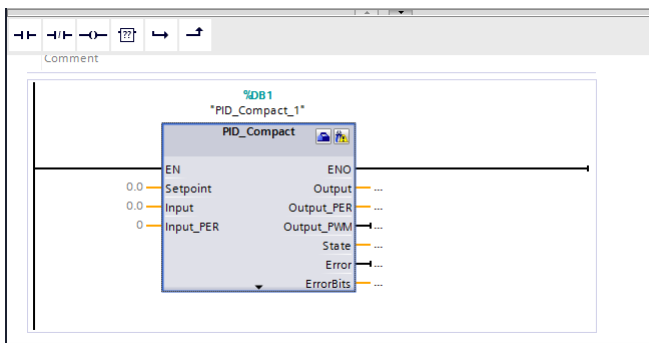 ??
Comment
%DB1
"PID_Compact_1"
PID_Compact
EN ENO
0.0 Setpoint Output ...
0.0 Input Output_PER ...
0 Input_PER Output_PWM ...
State ...
Error ...
ErrorBits ...